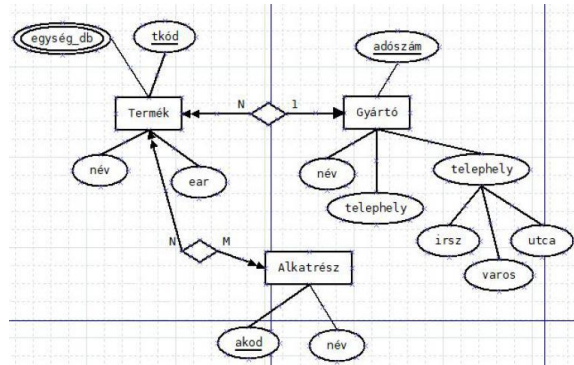 egység_db
tkód
adószám
Termék
N
1
Gyártó
név
ear
név
telephely
telephely
irsz
utca
varos
N
M
Alkatrész
akod
név